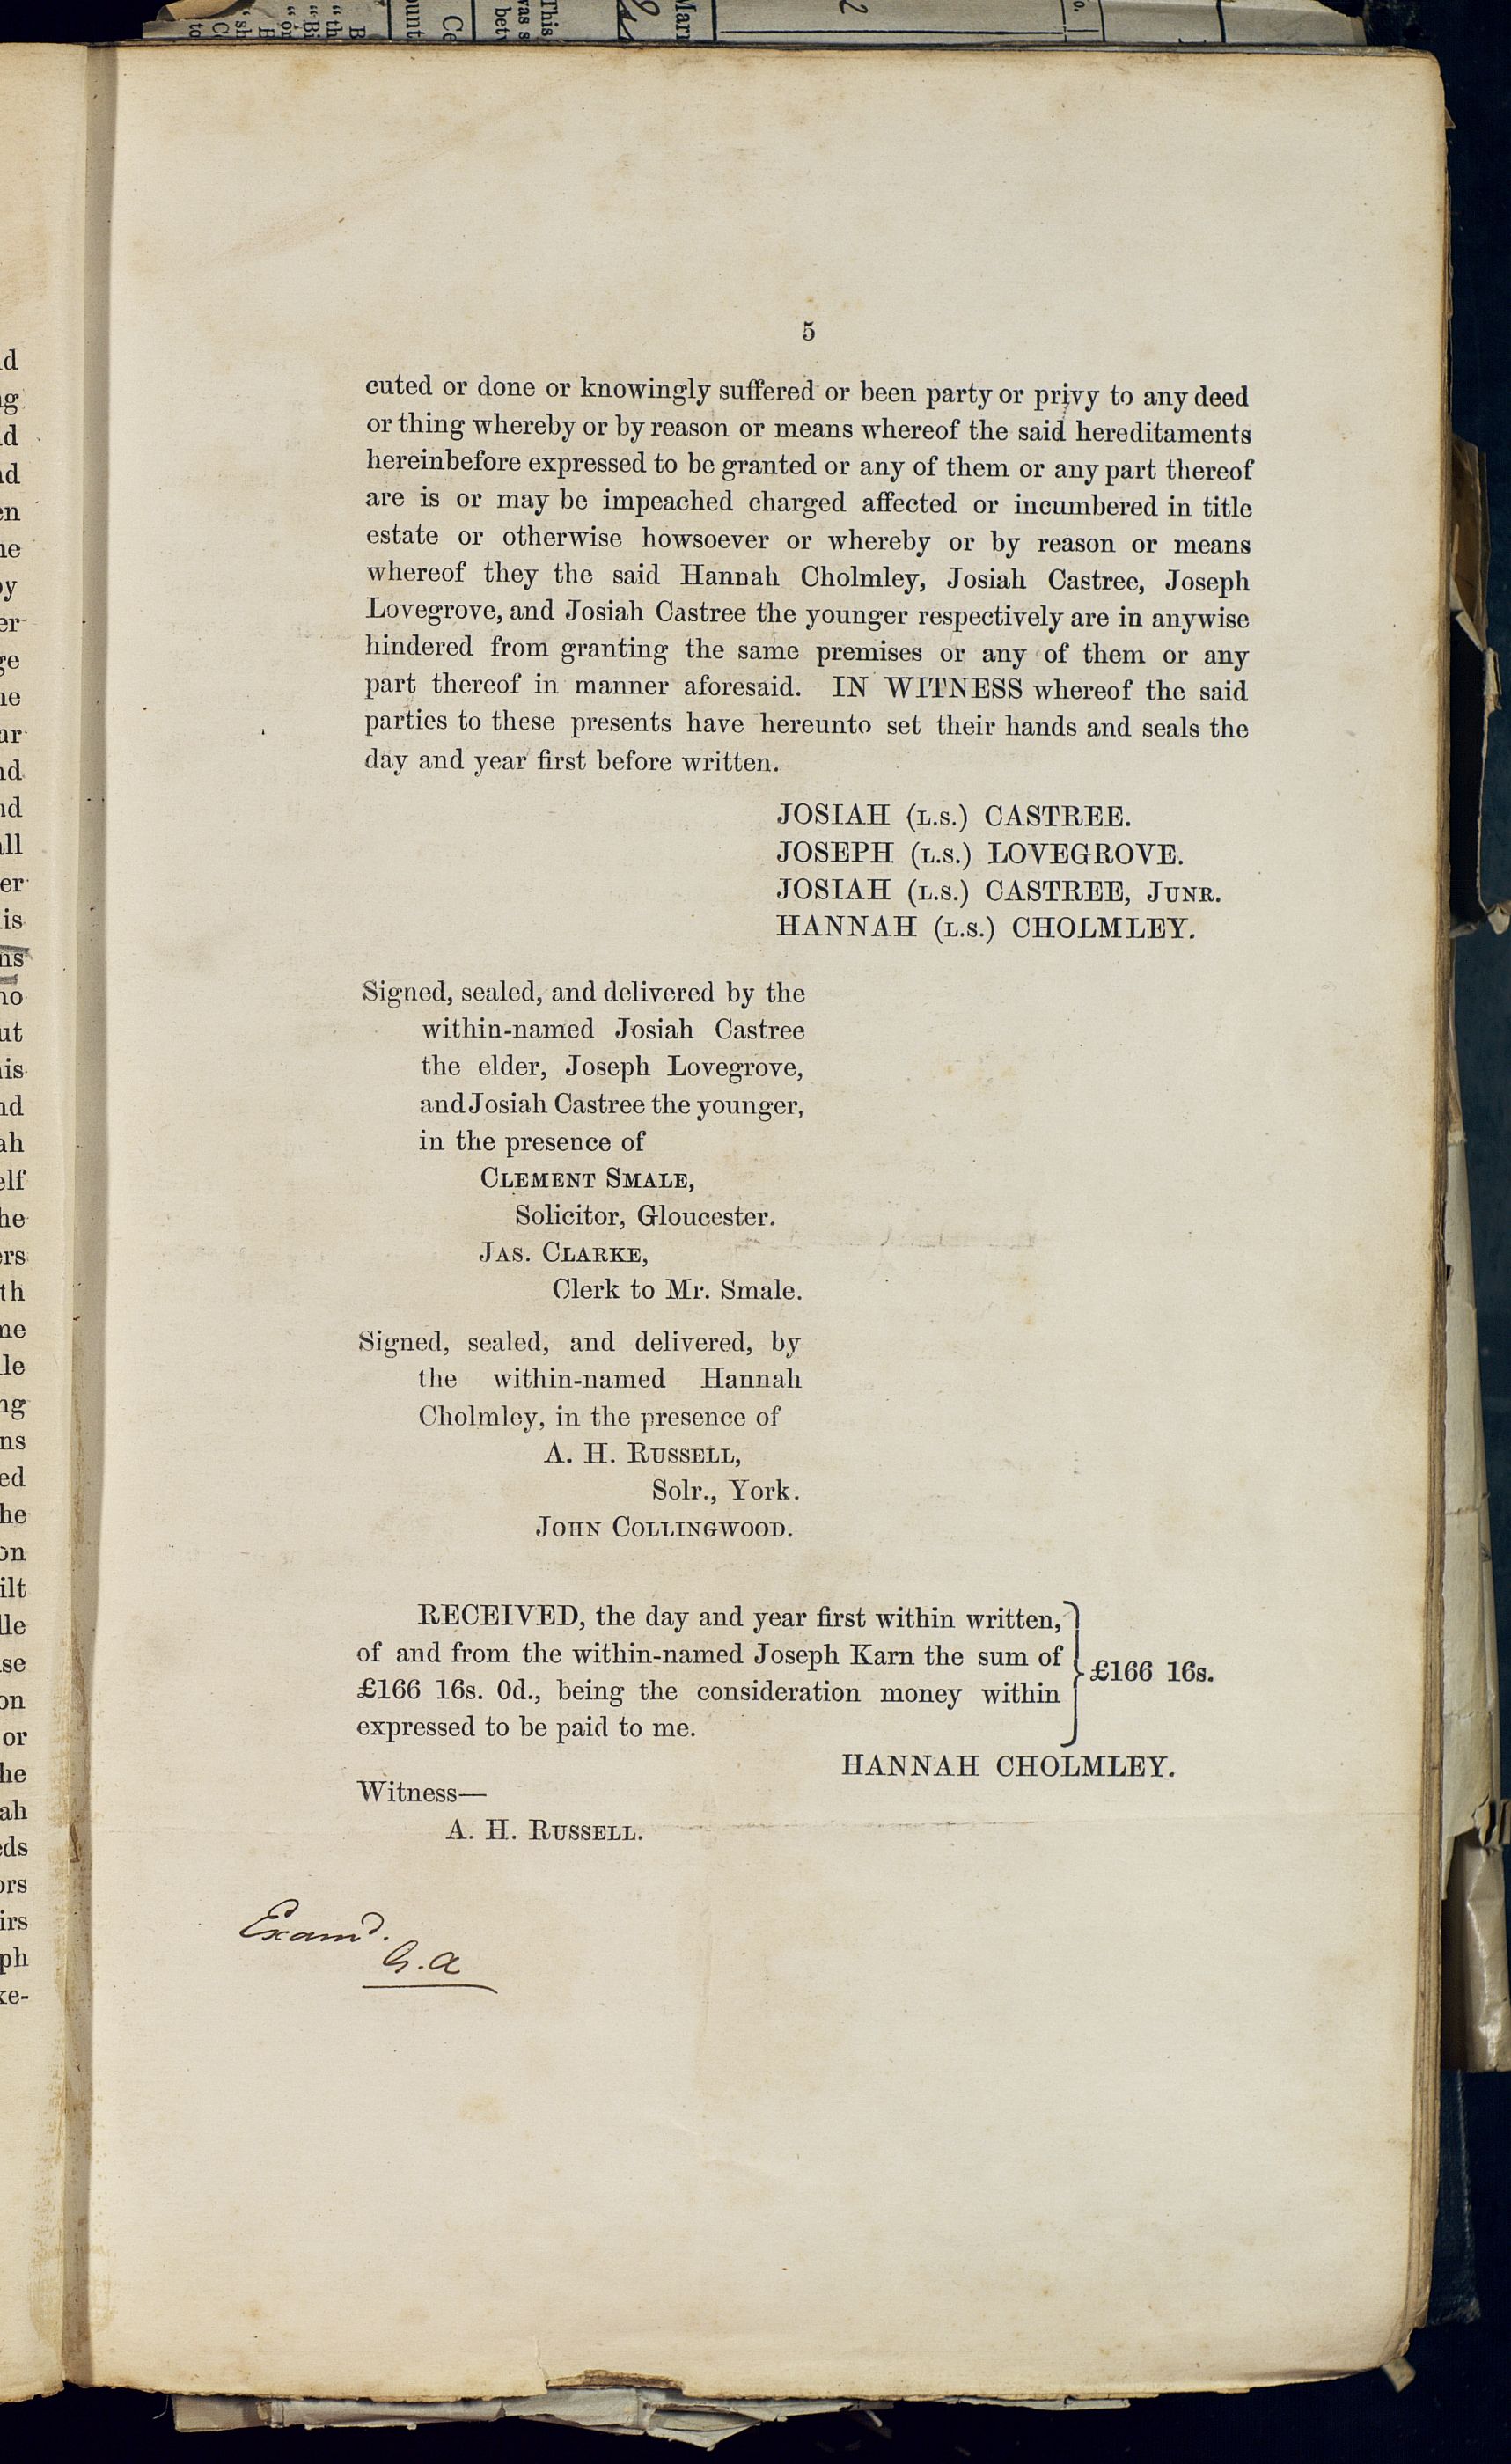 5
cuted or done or knowingly suffered or been party or privy to any deed
or thing whereby or by reason or means whereof the said hereditaments
hereinbefore expressed to be granted or any of them or any part thereof
are is or may be impeached charged affected or incumbered in title
estate or otherwise howsoever or whereby or by reason or means
whereof they the said Hannah Cholmley, Josiah Castree, Joseph
Lovegrove, and Josiah Castree the younger respectively are in anywise
hindered from granting the same premises or any of them or any
part thereof in manner aforesaid. IN WITNESS whereof the said
parties to these presents have hereunto set their hands and seals the
day and year first before written.
JOSIAH (L.S.) CASTREE.
JOSEPH (L.S.) LOVEGROVE.
JOSIAH (L.S.) CASTREE, JUNR.
HANNAH (L.S.) CHOLMLEY.
Signed, sealed, and delivered by the
within-named Josiah Castree
the elder, Joseph Lovegrove,
and Josiah Castree the younger,
in the presence of
CLEMENT SMALE,
Solicitor, Gloucester.
JAS. CLARKE,
Clerk to Mr. Smale.
Signed, sealed, and delivered, by
the within-named Hannah
Cholmley, in the presence of
A. H. RUSSELL,
Solr., York.
JOHN COLLINGWOOD.
RECEIVED, the day and year first within written,
of and from the within-named Joseph Karn the sum of
£166 16s. 0d., being the consideration money within
expressed to be paid to me.
£166 16s.
HANNAH CHOLMLEY.
Witness—
A. H. RUSSELL.
Examd.
G. A